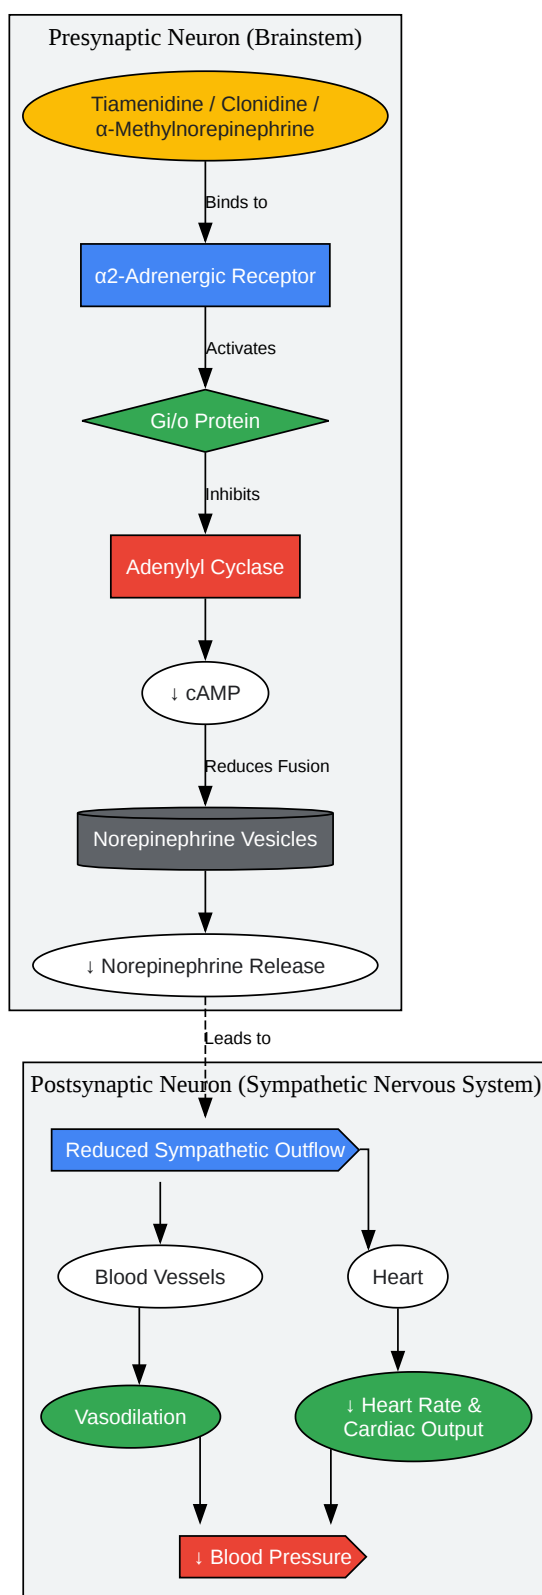 Presynaptic Neuron (Brainstem)
Tiamenidine / Clonidine /
α-Methylnorepinephrine
Binds to
α2-Adrenergic Receptor
Activates
Gi/o Protein
Inhibits
Adenylyl Cyclase
↓ cAMP
Reduces Fusion
Norepinephrine Vesicles
↓ Norepinephrine Release
Leads to
Postsynaptic Neuron (Sympathetic Nervous System)
Reduced Sympathetic Outflow
Blood Vessels
Heart
Vasodilation
↓ Heart Rate &
Cardiac Output
↓ Blood Pressure